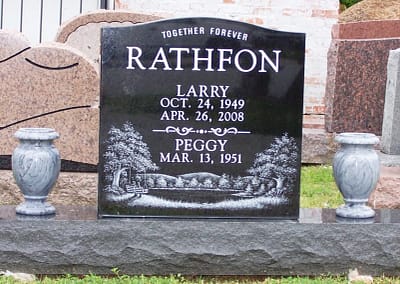 TOGETHER FOREVER
RATHFON
LARRY
OCT. 24, 1949
APR. 26, 2008
PEGGY
MAR. 13, 1951